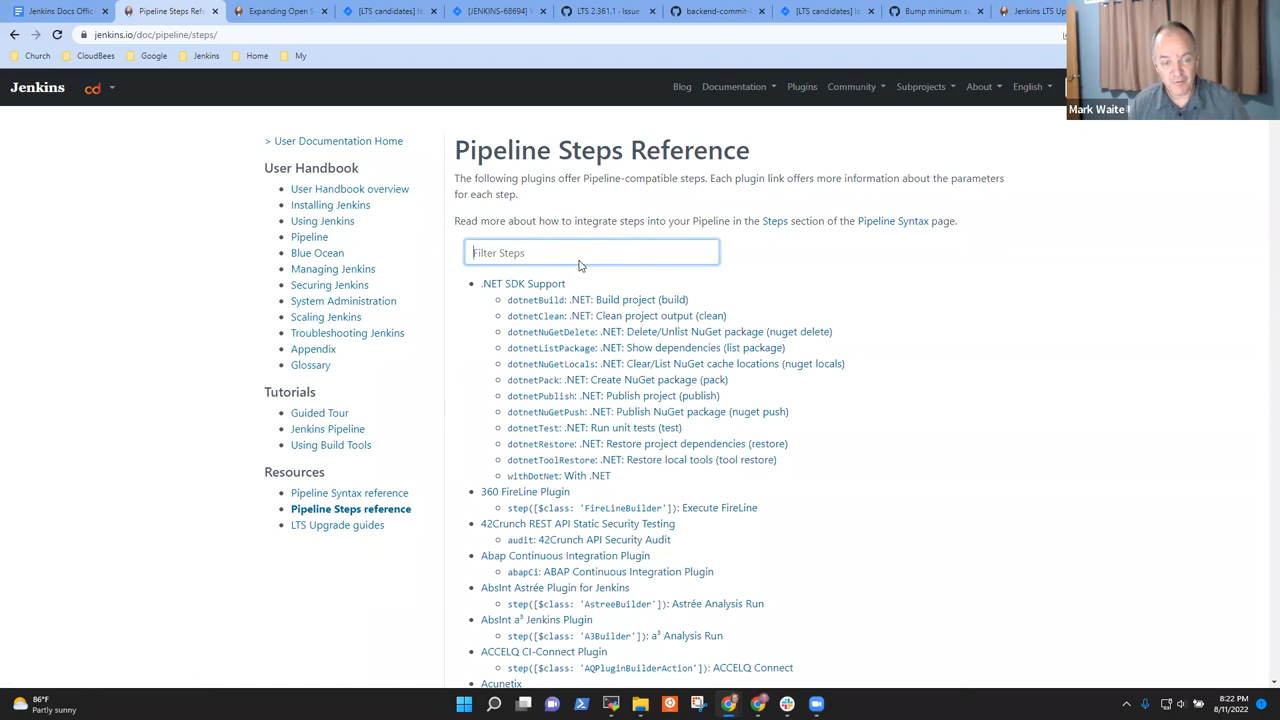 Jenkins Docs Offic
Pipeline Steps Refe
Expanding Open S
[LTS candidates] Is
[JENKINS-68694]
LTS 2.361.1 - Issue
backend-commit-
[LTS candidates] Is
Bump minimum su
Jenkins LTS Up
jenkins.io/doc/pipeline/steps/
Church
CloudBees
Google
Jenkins
Home
My
Jenkins
cd
Blog
Documentation
Plugins
Community
Subprojects
About
English
Mark Waite
> User Documentation Home
User Handbook
User Handbook overview
Installing Jenkins
Using Jenkins
Pipeline
Blue Ocean
Managing Jenkins
Securing Jenkins
System Administration
Scaling Jenkins
Troubleshooting Jenkins
Appendix
Glossary
Tutorials
Guided Tour
Jenkins Pipeline
Using Build Tools
Resources
Pipeline Syntax reference
Pipeline Steps reference
LTS Upgrade guides
Pipeline Steps Reference
The following plugins offer Pipeline-compatible steps. Each plugin link offers more information about the parameters
for each step.
Read more about how to integrate steps into your Pipeline in the Steps section of the Pipeline Syntax page.
Filter Steps
.NET SDK Support
dotnetBuild: .NET: Build project (build)
dotnetClean: .NET: Clean project output (clean)
dotnetNuGetDelete: .NET: Delete/Unlist NuGet package (nuget delete)
dotnetListPackage: .NET: Show dependencies (list package)
dotnetNuGetLocals: .NET: Clear/List NuGet cache locations (nuget locals)
dotnetPack: .NET: Create NuGet package (pack)
dotnetPublish: .NET: Publish project (publish)
dotnetNuGetPush: .NET: Publish NuGet package (nuget push)
dotnetTest: .NET: Run unit tests (test)
dotnetRestore: .NET: Restore project dependencies (restore)
dotnetToolRestore: .NET: Restore local tools (tool restore)
withDotNet: With .NET
360 FireLine Plugin
step([$class: 'FireLineBuilder']): Execute FireLine
42Crunch REST API Static Security Testing
audit: 42Crunch API Security Audit
Abap Continuous Integration Plugin
abapCi: ABAP Continuous Integration Plugin
AbsInt Astrée Plugin for Jenkins
step([$class: 'AstreeBuilder']): Astrée Analysis Run
AbsInt a³ Jenkins Plugin
step([$class: 'A3Builder']): a³ Analysis Run
ACCELQ CI-Connect Plugin
step([$class: 'AQPluginBuilderAction']): ACCELQ Connect
Acunetix
86°F
Partly sunny
8:22 PM
8/11/2022